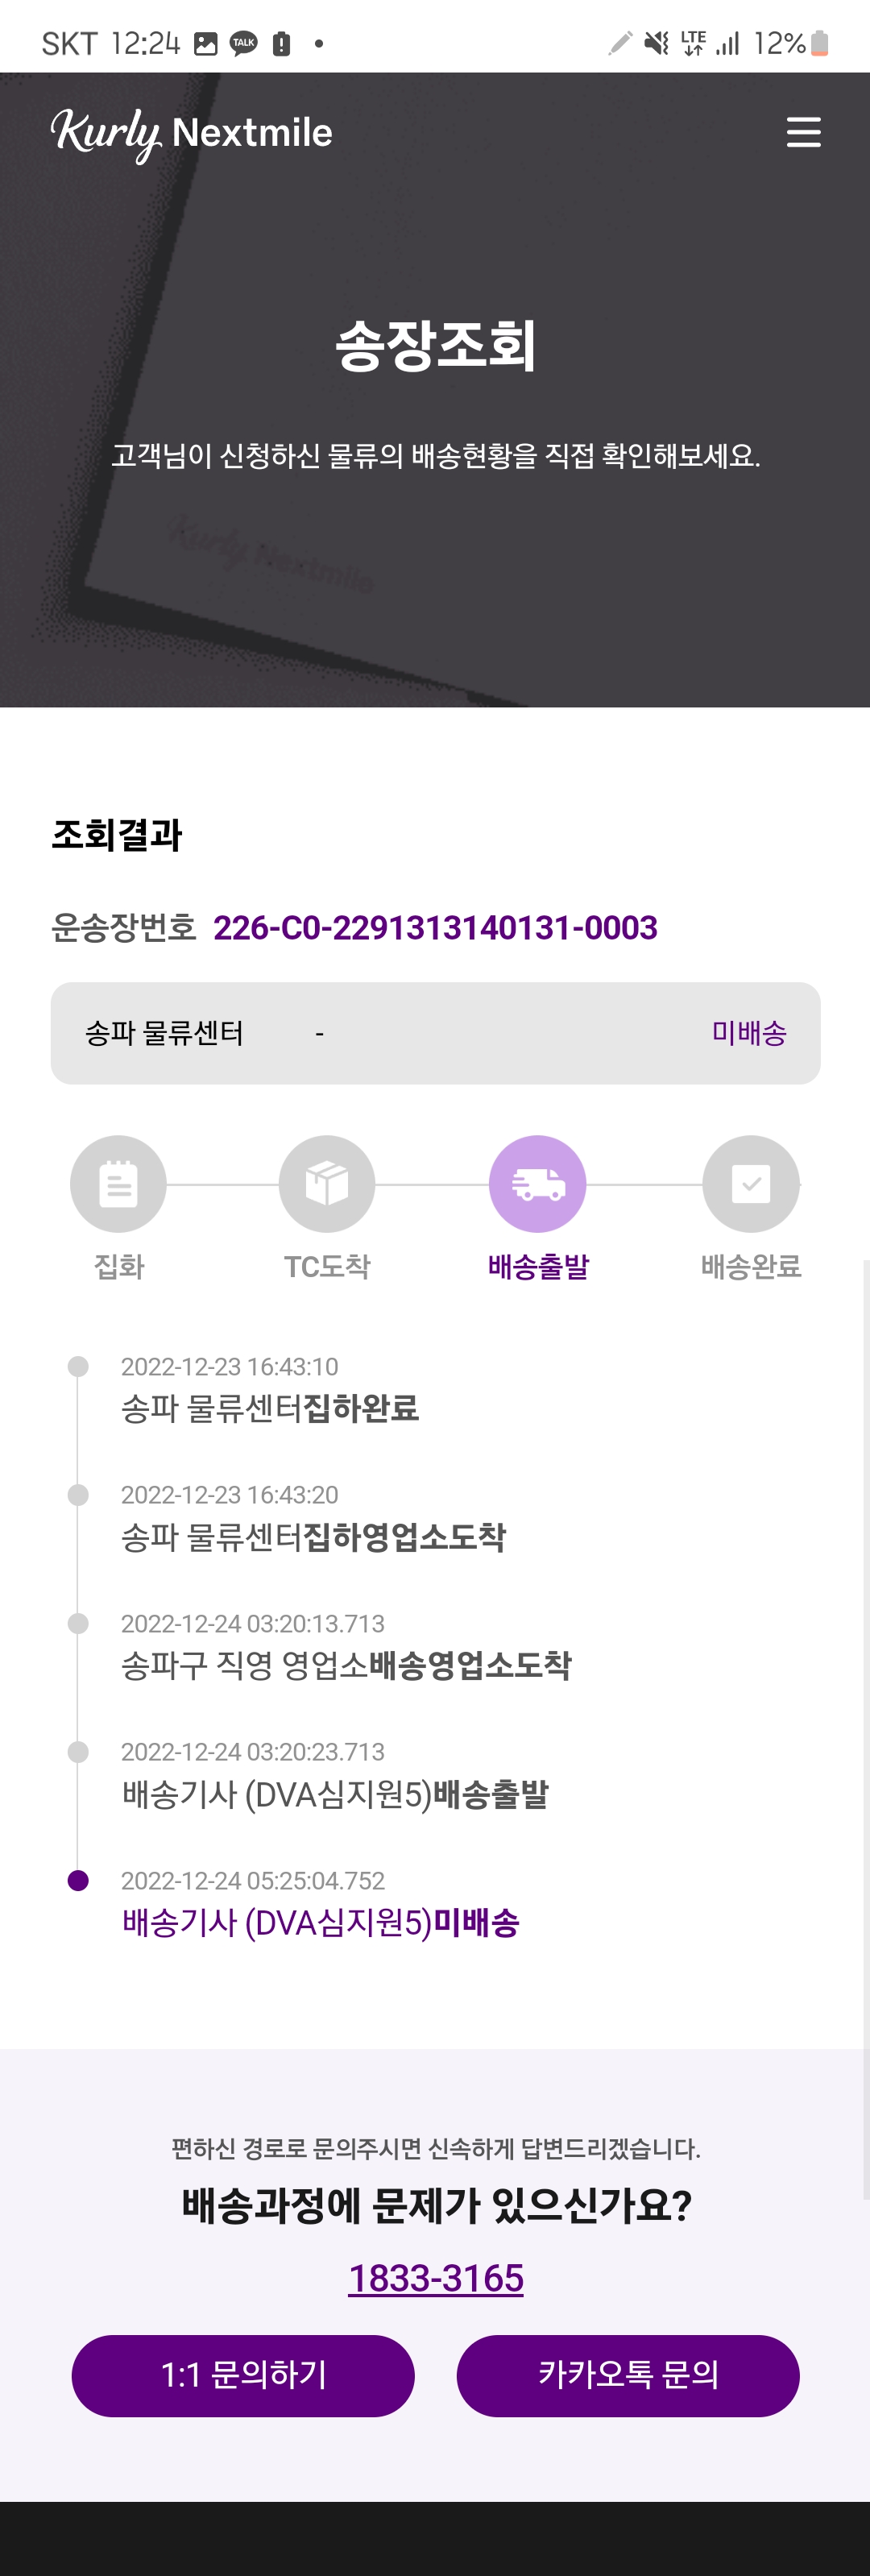 SKT 12:24 TALK LTE 12%
Kurly Nextmile
송장조회
고객님이 신청하신 물류의 배송현황을 직접 확인해보세요.
Kurly Nextmile
조회결과
운송장번호 226-C0-2291313140131-0003
송파 물류센터 - 미배송
집화 TC도착 배송출발 배송완료
2022-12-23 16:43:10
송파 물류센터집하완료
2022-12-23 16:43:20
송파 물류센터집하영업소도착
2022-12-24 03:20:13.713
송파구 직영 영업소배송영업소도착
2022-12-24 03:20:23.713
배송기사 (DVA심지원5)배송출발
2022-12-24 05:25:04.752
배송기사 (DVA심지원5)미배송
편하신 경로로 문의주시면 신속하게 답변드리겠습니다.
배송과정에 문제가 있으신가요?
1833-3165
1:1 문의하기 카카오톡 문의